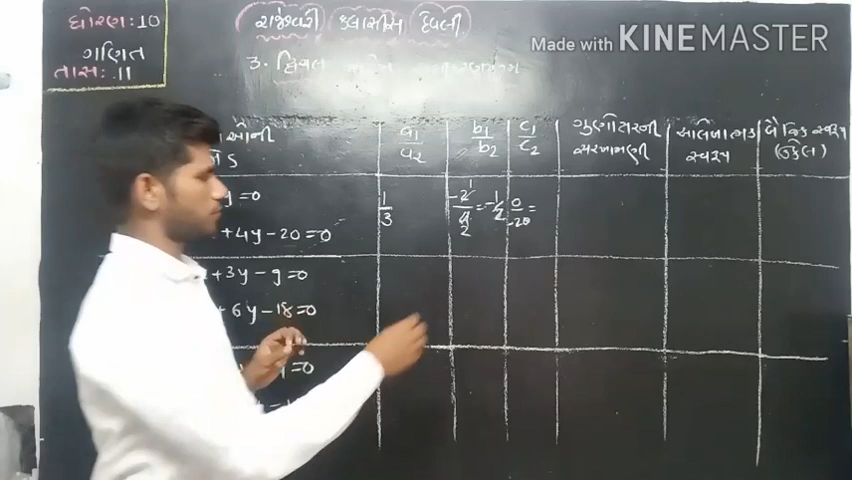 ધોરણ: 10
ગણિત
તાસ: 11
રાજેશ્વરી કલાસીસ દેવલી
Made with KINEMASTER
3. દ્વિચલ
a1/a2 b1/b2 c1/c2 ગુણોત્તરની સરખામણી આલેખાત્મક સ્વરૂપ બૈજિક સ્વરૂપ (ઉકેલ)
y=0 1/3 -2/4 = -1/2 0/-20 =
+4y-20=0
+3y-9=0
+6y-18=0
=0